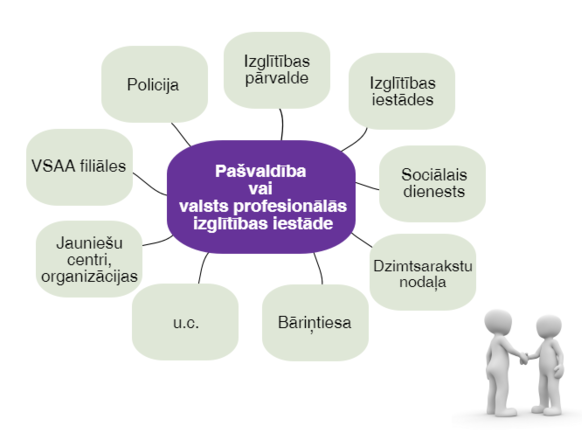 Izglītības
pārvalde
Policija
Izglītības
iestādes
VSAA filiāles
Pašvaldība
vai
valsts profesionālās
izglītības iestāde
Sociālais
dienests
Jauniešu
centri,
organizācijas
Dzimtsarakstu
nodaļa
u.c.
Bāriņtiesa